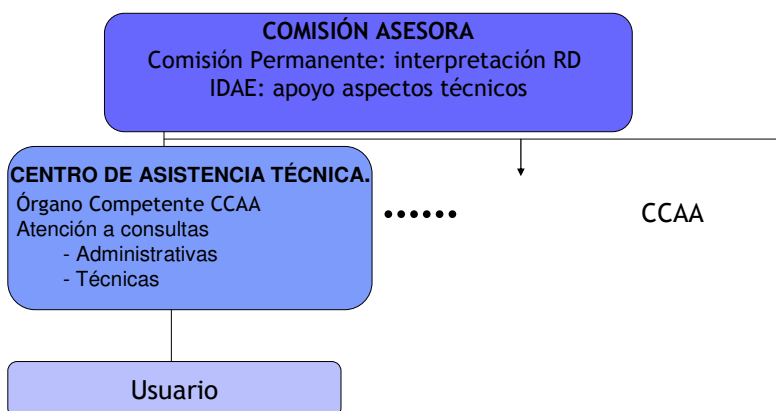 COMISIÓN ASESORA
Comisión Permanente: interpretación RD
IDAE: apoyo aspectos técnicos
CENTRO DE ASISTENCIA TÉCNICA.
Órgano Competente CCAA
Atención a consultas
- Administrativas
- Técnicas
...... CCAA
Usuario